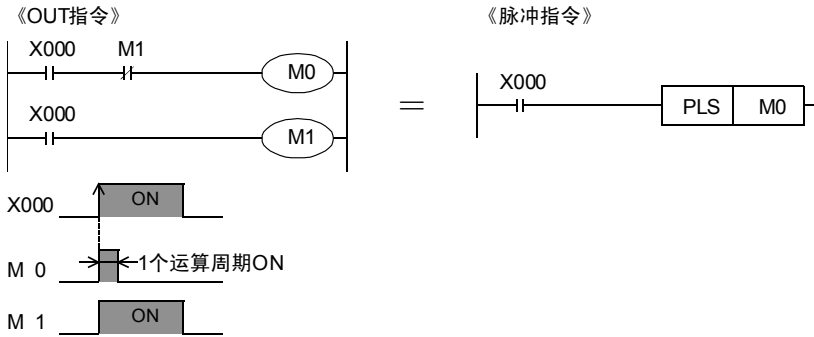 《OUT指令》
《脉冲指令》
X000 M1
M0
X000
M1
=
X000
PLS M0
X000 ON
M 0 1个运算周期ON
M 1 ON